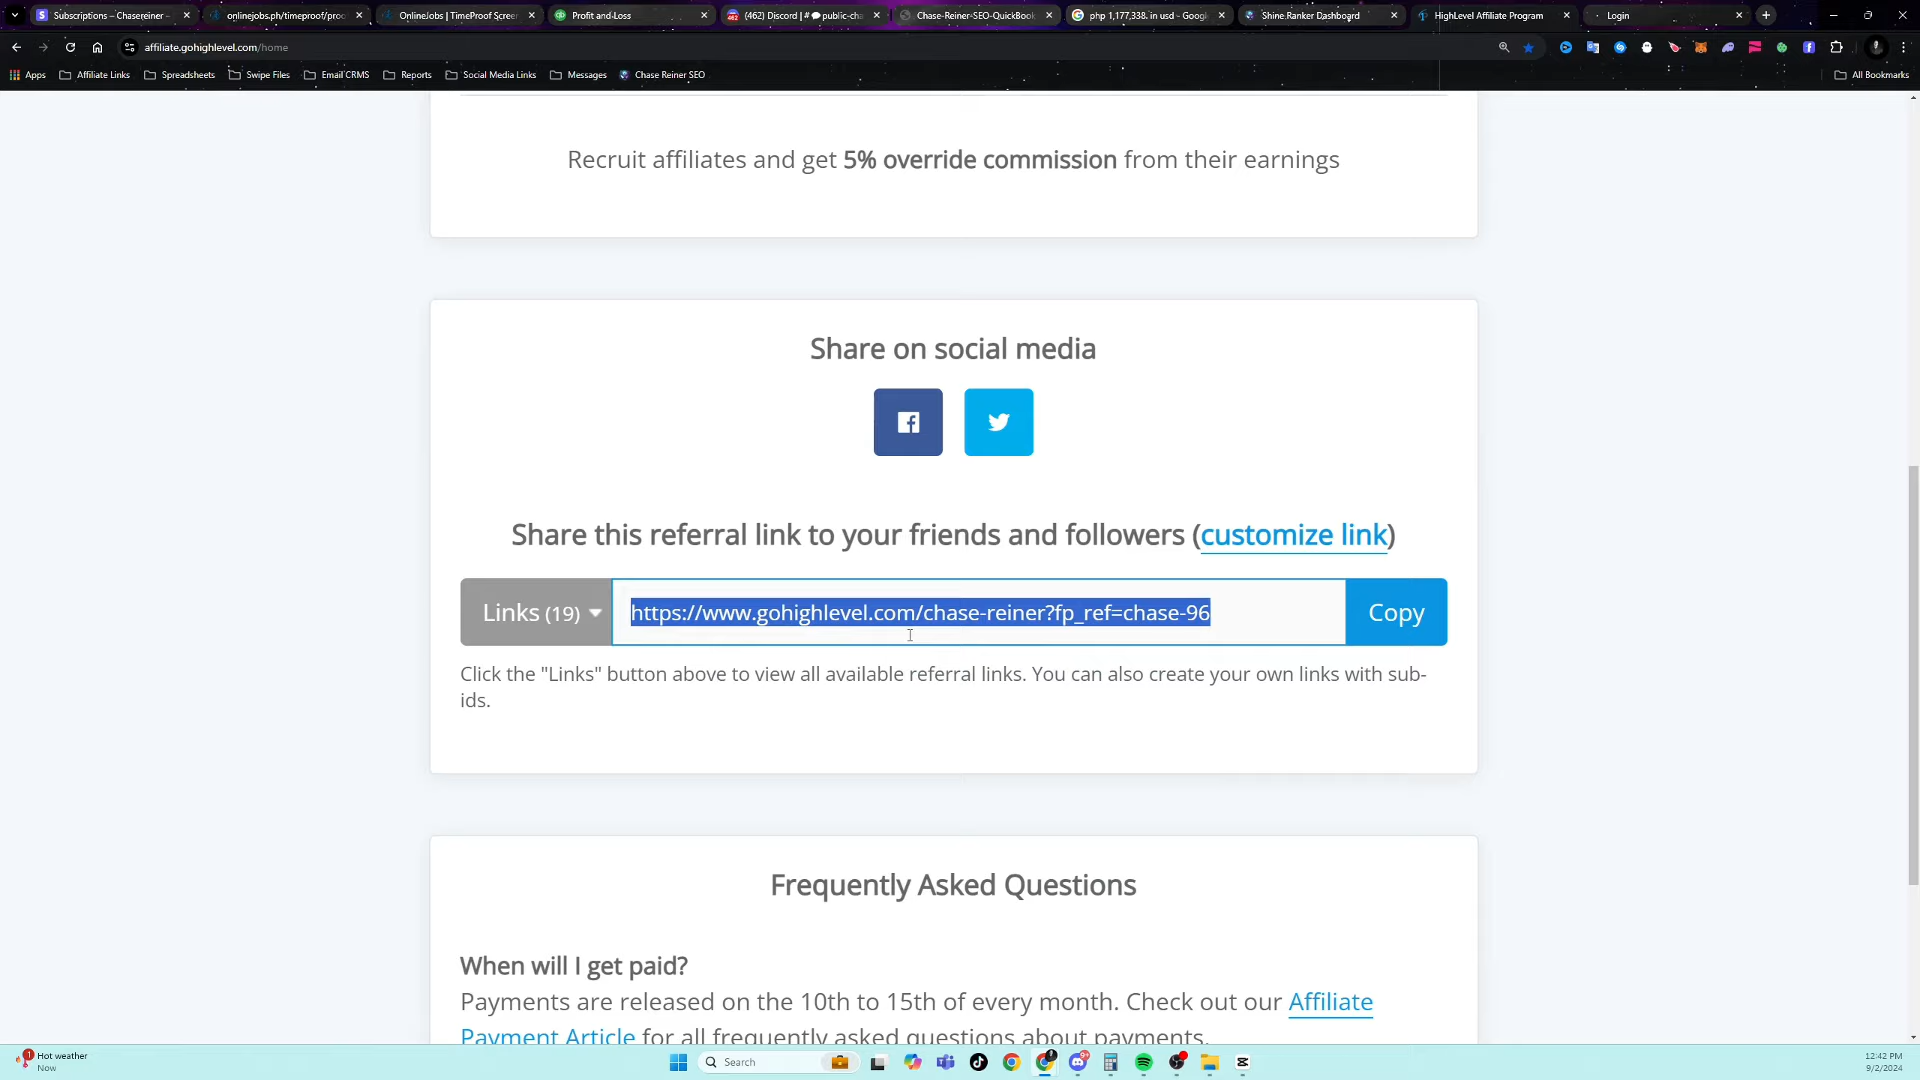 Subscriptions – Chasereiner –
onlinejobs.ph/timeproof/proo
OnlineJobs | TimeProof Screen
Profit and Loss
(462) Discord | # 💬 public-cha
Chase-Reiner-SEO-QuickBook
php 1,177,338. in usd - Googl
Shine Ranker Dashboard
HighLevel Affiliate Program
Login
affiliate.gohighlevel.com/home
Apps
Affiliate Links
Spreadsheets
Swipe Files
Email CRMS
Reports
Social Media Links
Messages
Chase Reiner SEO
All Bookmarks
Recruit affiliates and get 5% override commission from their earnings
Share on social media
Share this referral link to your friends and followers (customize link)
Links (19)
https://www.gohighlevel.com/chase-reiner?fp_ref=chase-96
Copy
Click the "Links" button above to view all available referral links. You can also create your own links with sub-
ids.
Frequently Asked Questions
When will I get paid?
Payments are released on the 10th to 15th of every month. Check out our Affiliate
Payment Article for all frequently asked questions about payments.
Hot weather
Now
Search
12:42 PM
9/2/2024